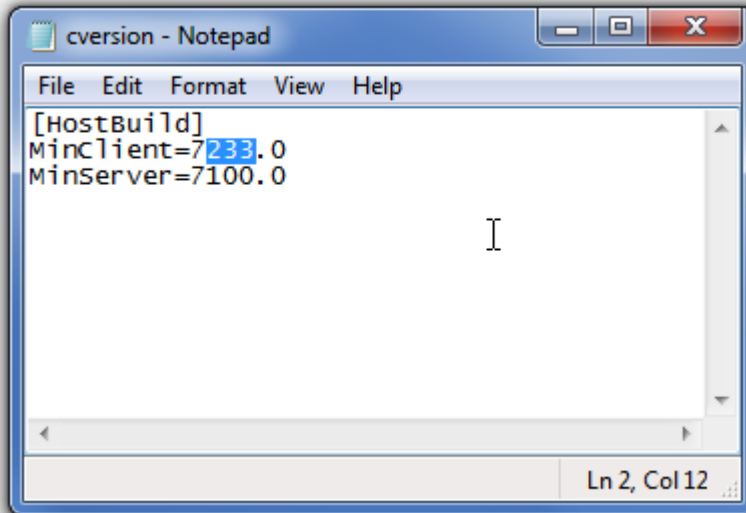 cversion - Notepad
File Edit Format View Help
[HostBuild]
MinClient=7233.0
MinServer=7100.0
Ln 2, Col 12